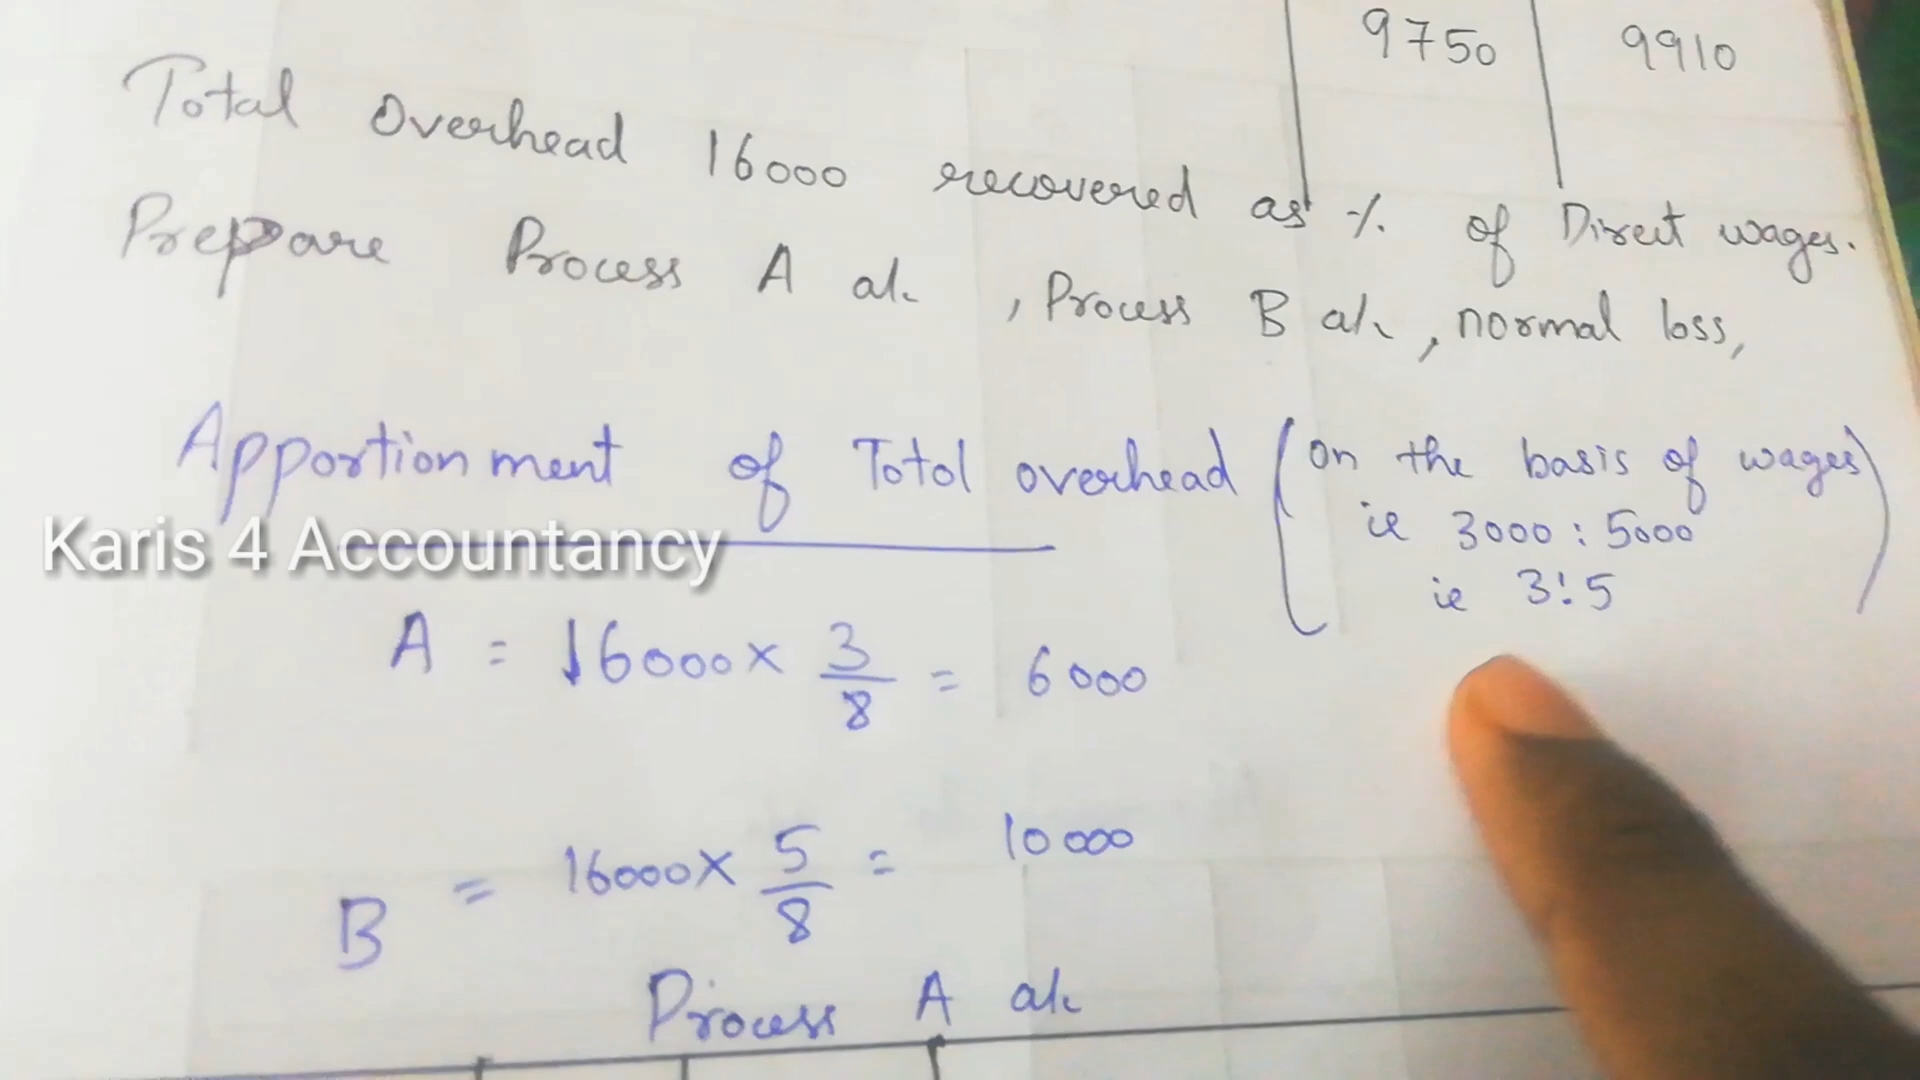 9750 9910
Total Overhead 16000 recovered as % of Direct wages.
Prepare Process A a/c, Process B a/c, normal loss,
Apportionment of Total overhead (on the basis of wages)
ie 3000 : 5000
ie 3:5
Karis 4 Accountancy
A = 16000 × 3/8 = 6000
B = 16000 × 5/8 = 10000
Process A a/c